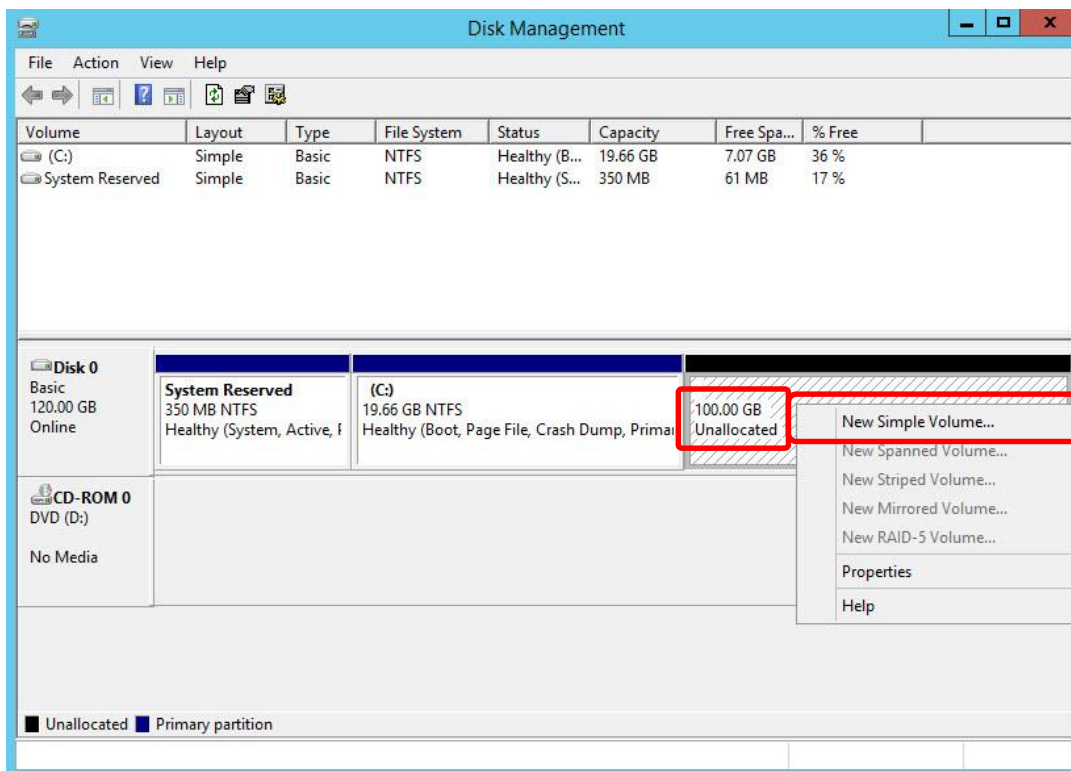 Disk Management
File Action View Help
Volume Layout Type File System Status Capacity Free Spa... % Free
(C:) Simple Basic NTFS Healthy (B... 19.66 GB 7.07 GB 36 %
System Reserved Simple Basic NTFS Healthy (S... 350 MB 61 MB 17 %
Disk 0
Basic
120.00 GB
Online
System Reserved
350 MB NTFS
Healthy (System, Active, P
(C:)
19.66 GB NTFS
Healthy (Boot, Page File, Crash Dump, Primar
100.00 GB
Unallocated
New Simple Volume...
New Spanned Volume...
New Striped Volume...
New Mirrored Volume...
New RAID-5 Volume...
Properties
Help
CD-ROM 0
DVD (D:)
No Media
Unallocated Primary partition